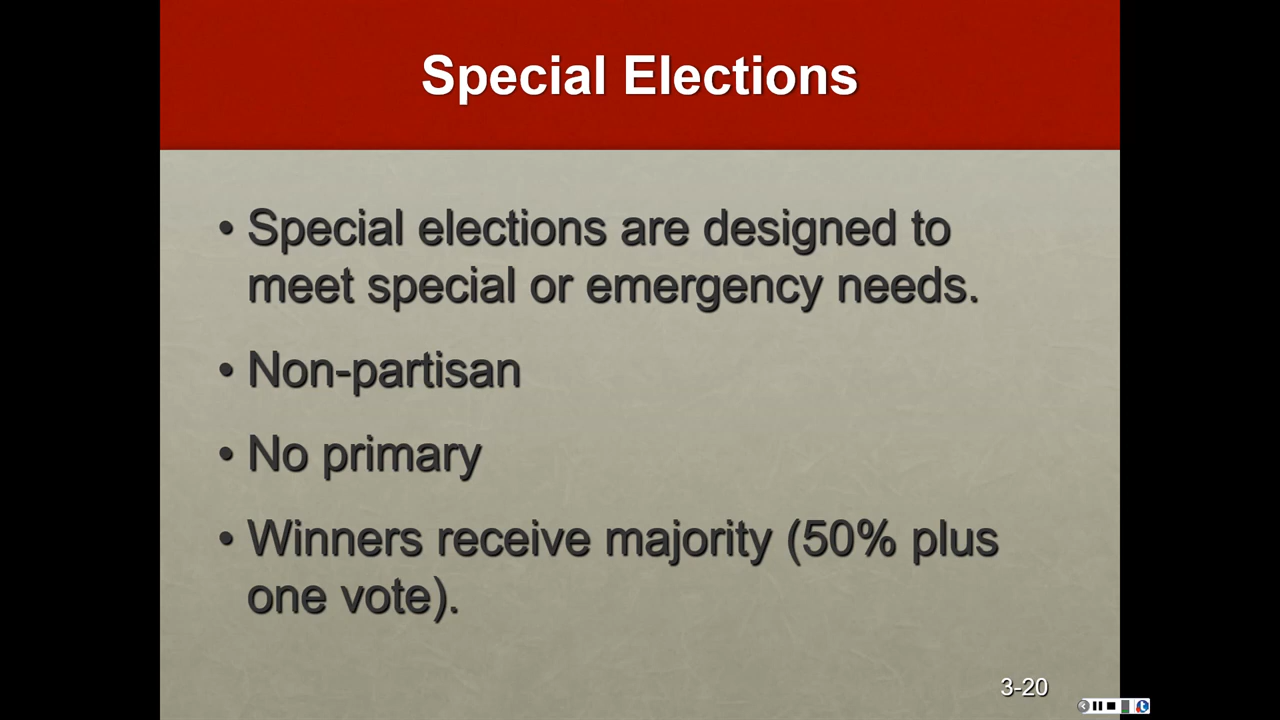 Special Elections
• Special elections are designed to
meet special or emergency needs.
• Non-partisan
• No primary
• Winners receive majority (50% plus
one vote).
3-20